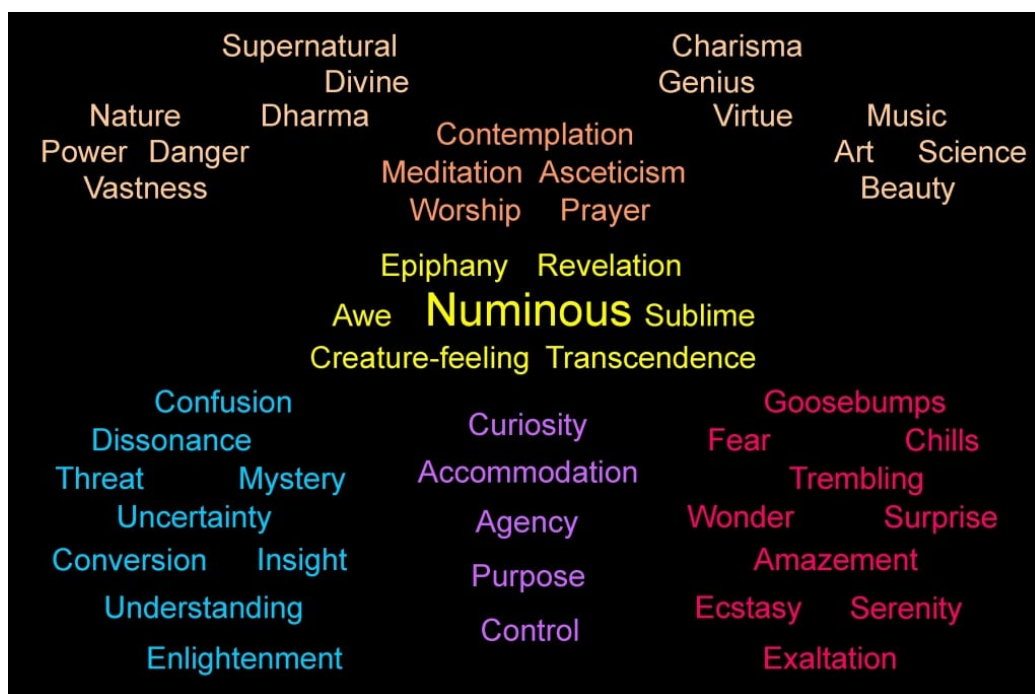 Supernatural
Divine
Nature Dharma
Power Danger
Vastness
Charisma
Genius
Virtue Music
Art Science
Beauty
Contemplation
Meditation Asceticism
Worship Prayer
Epiphany Revelation
Awe Numinous Sublime
Creature-feeling Transcendence
Confusion
Dissonance
Threat Mystery
Uncertainty
Conversion Insight
Understanding
Enlightenment
Curiosity
Accommodation
Agency
Purpose
Control
Goosebumps
Fear Chills
Trembling
Wonder Surprise
Amazement
Ecstasy Serenity
Exaltation